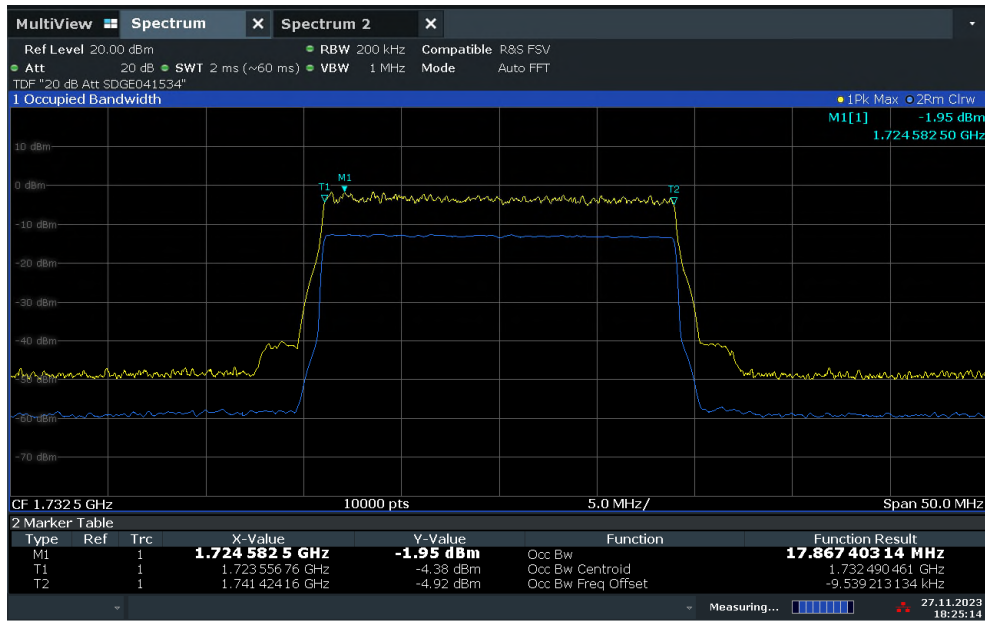 MultiView Spectrum X Spectrum 2 X
Ref Level 20.00 dBm RBW 200 kHz Compatible R&S FSV
Att 20 dB SWT 2 ms (~60 ms) VBW 1 MHz Mode Auto FFT
TDF "20 dB Att SDGE041534"
1 Occupied Bandwidth 1Pk Max 2Rm Clrw
M1[1] -1.95 dBm
1.724 582 50 GHz
10 dBm
M1
0 dBm T1 T2
-10 dBm
-20 dBm
-30 dBm
-40 dBm
-50 dBm
-60 dBm
-70 dBm
CF 1.732 5 GHz 10000 pts 5.0 MHz/ Span 50.0 MHz
2 Marker Table
Type Ref Trc X-Value Y-Value Function Function Result
M1 1 1.724 582 5 GHz -1.95 dBm Occ Bw 17.867 403 14 MHz
T1 1 1.723 556 76 GHz -4.38 dBm Occ Bw Centroid 1.732 490 461 GHz
T2 1 1.741 424 16 GHz -4.92 dBm Occ Bw Freq Offset -9.539 213 134 kHz
Measuring... 27.11.2023
18:25:14